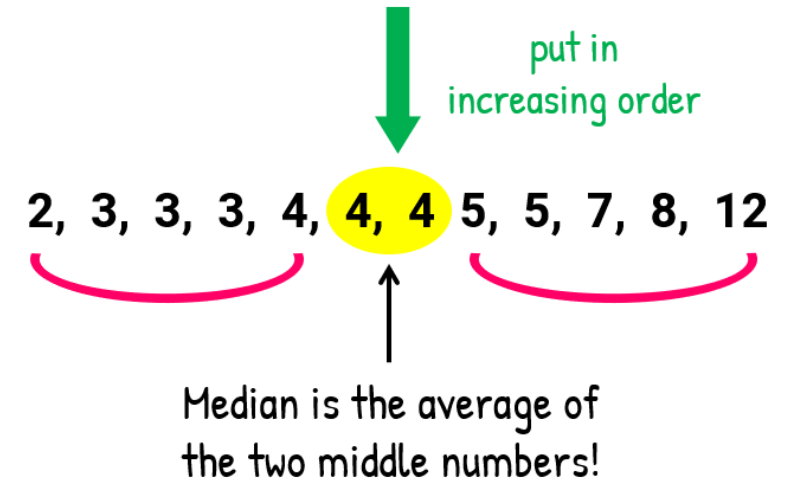 put in
increasing order
2, 3, 3, 3, 4, 4, 4 5, 5, 7, 8, 12
Median is the average of
the two middle numbers!